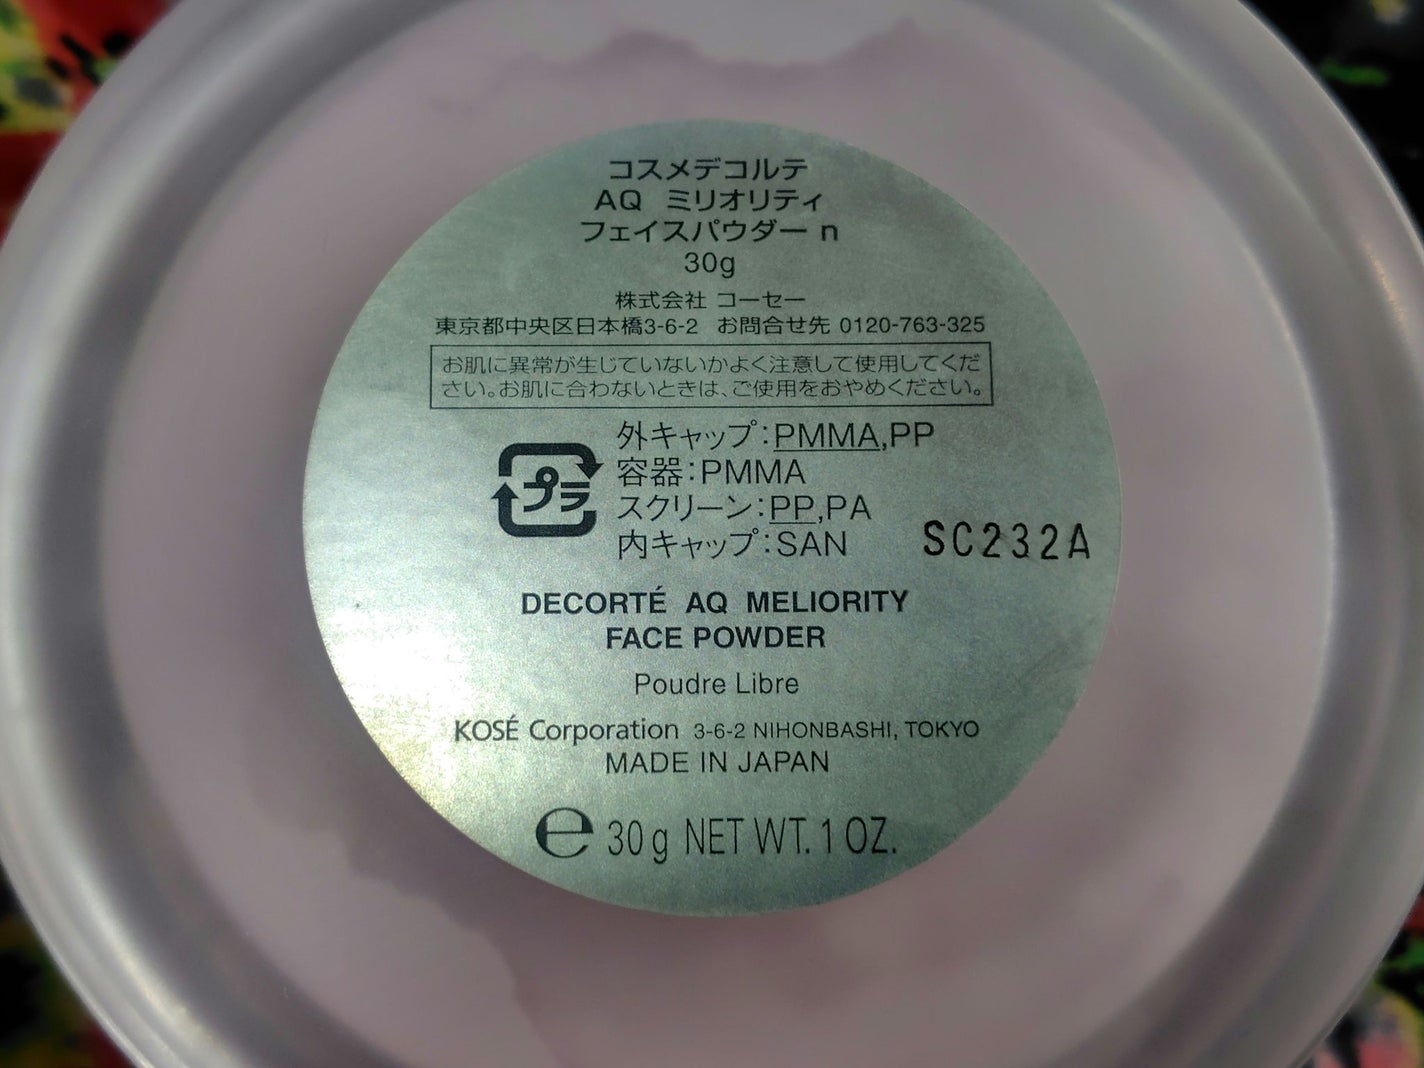 コスメデコルテ
AQ ミリオリティ
フェイスパウダー n
30g
株式会社 コーセー
東京都中央区日本橋3-6-2 お問合せ先 0120-763-325
お肌に異常が生じていないかよく注意して使用してくだ
さい。お肌に合わないときは、ご使用をおやめください。
プラ
外キャップ:PMMA,PP
容器:PMMA
スクリーン:PP,PA
内キャップ:SAN
SC232A
DECORTÉ AQ MELIORITY
FACE POWDER
Poudre Libre
KOSÉ Corporation 3-6-2 NIHONBASHI, TOKYO
MADE IN JAPAN
℮ 30g NET WT. 1 OZ.